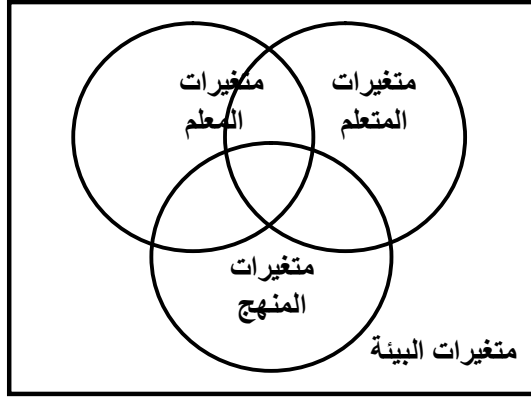 متغيرات
المتعلم
متغيرات
المعلم
متغيرات
المنهج
متغيرات البيئة